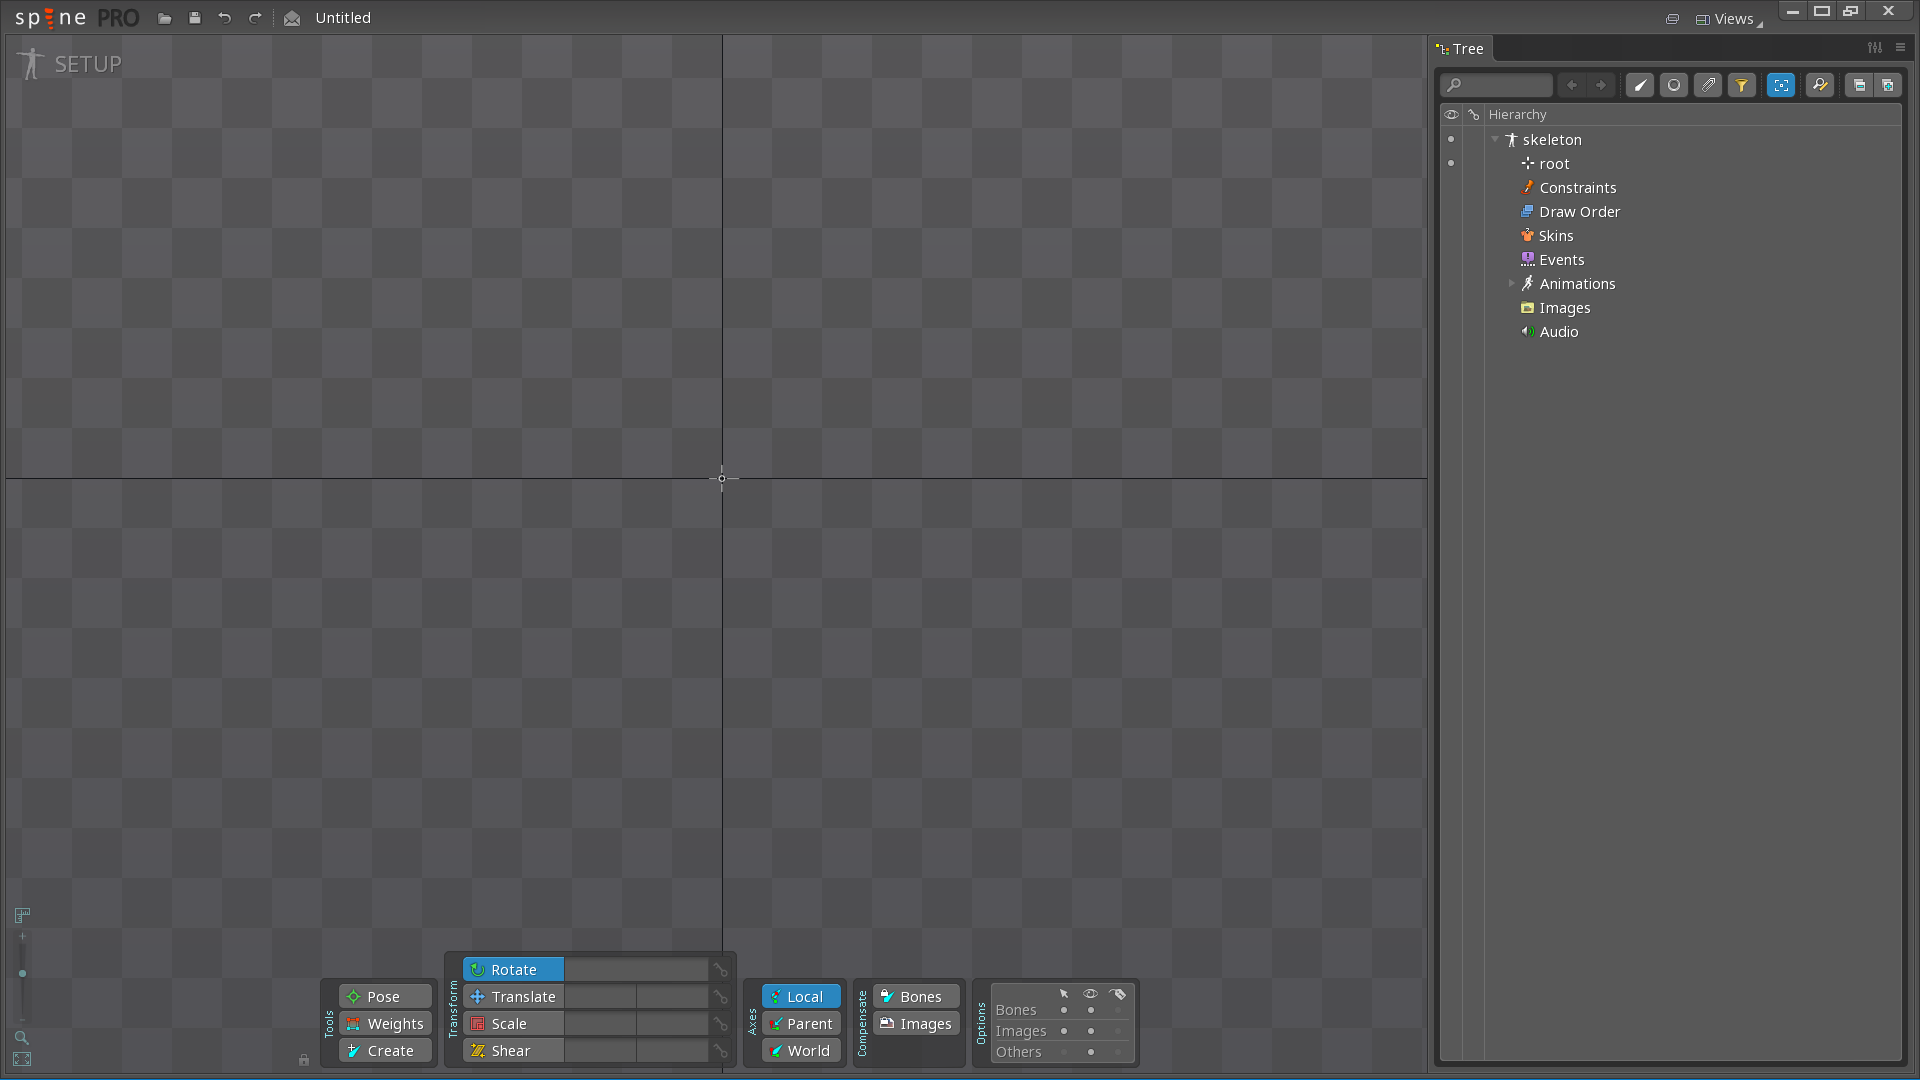 spine PRO
Untitled
Views
SETUP
Tree
Hierarchy
skeleton
root
Constraints
Draw Order
Skins
Events
Animations
Images
Audio
Tools
Pose
Weights
Create
Transform
Rotate
Translate
Scale
Shear
Axes
Local
Parent
World
Compensate
Bones
Images
Options
Bones
Images
Others